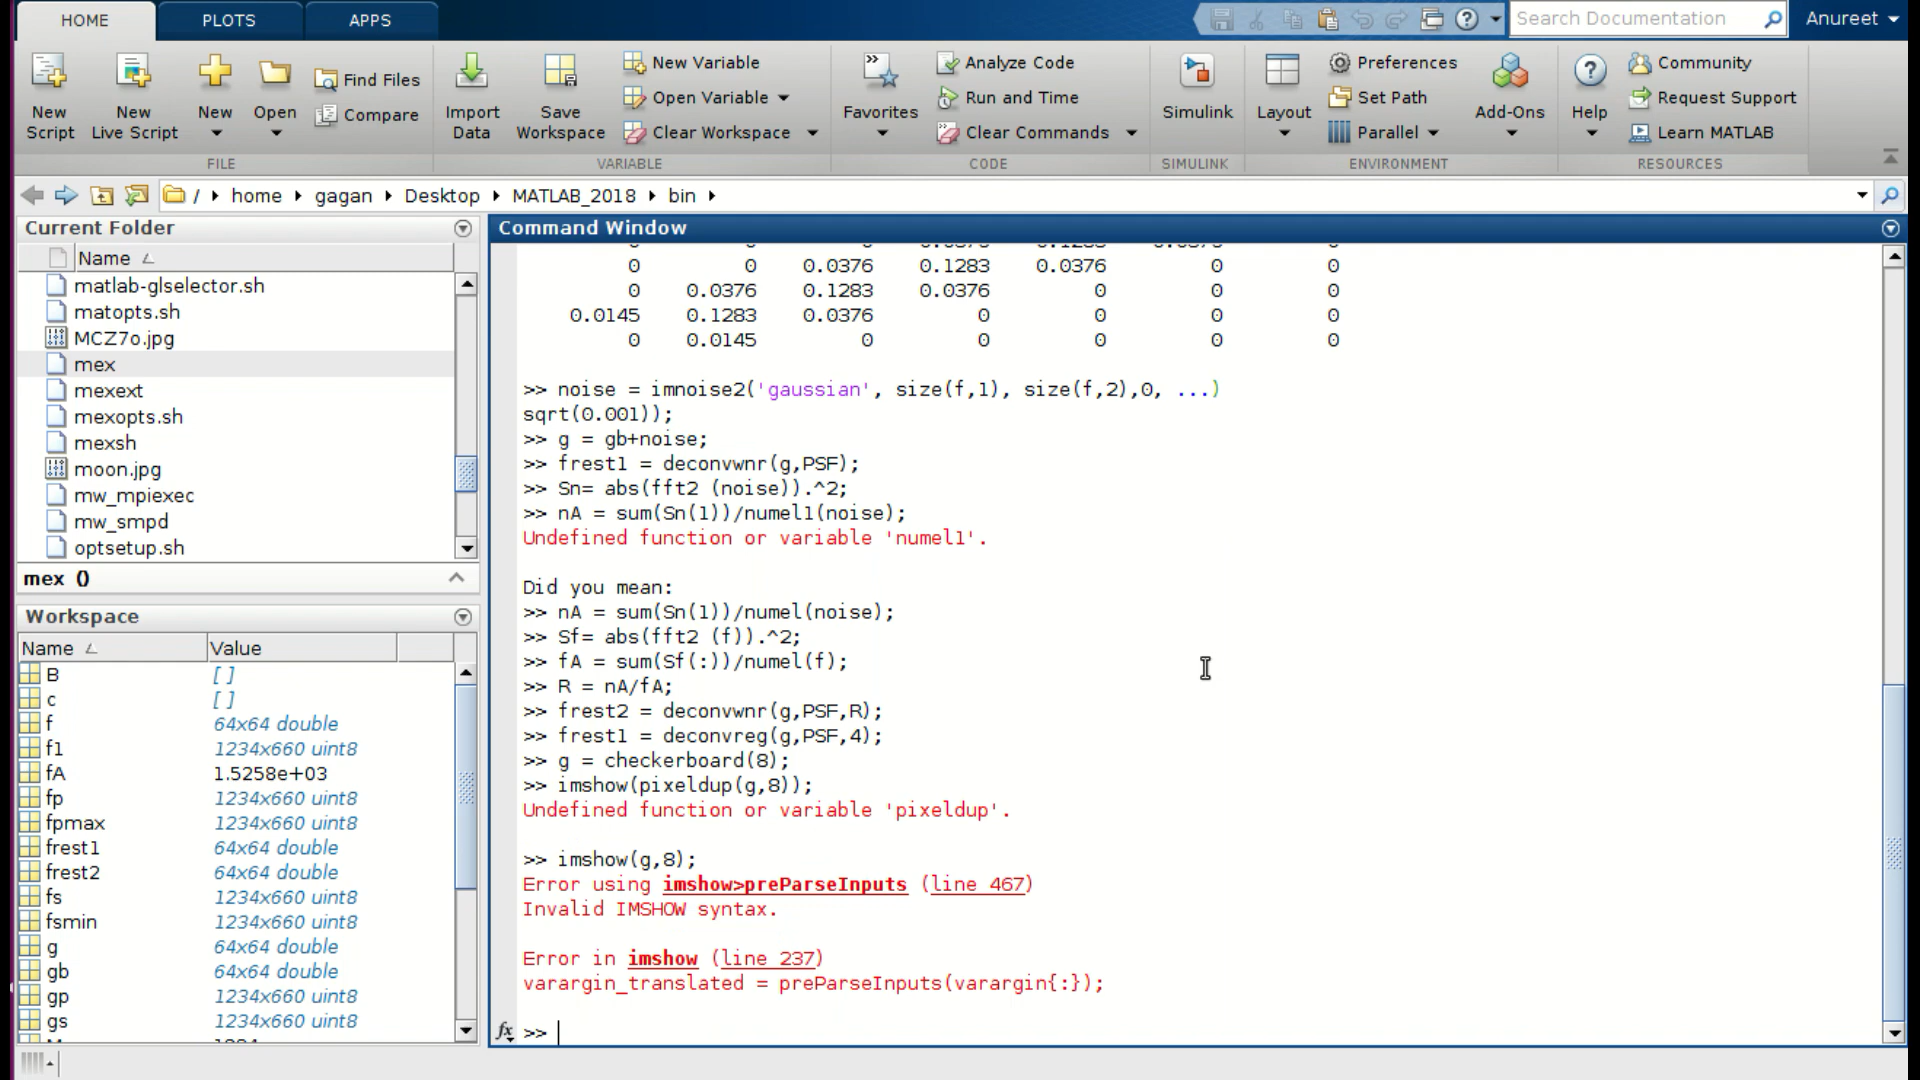 HOME PLOTS APPS
Search Documentation
Anureet
New Script
New Live Script
New
Open
Find Files
Compare
FILE
Import Data
Save Workspace
New Variable
Open Variable
Clear Workspace
VARIABLE
Favorites
Analyze Code
Run and Time
Clear Commands
CODE
Simulink
SIMULINK
Layout
Preferences
Set Path
Parallel
Add-Ons
ENVIRONMENT
Help
Community
Request Support
Learn MATLAB
RESOURCES
/ home gagan Desktop MATLAB_2018 bin
Current Folder
Name
matlab-glselector.sh
matopts.sh
MCZ7o.jpg
mex
mexext
mexopts.sh
mexsh
moon.jpg
mw_mpiexec
mw_smpd
optsetup.sh
mex ()
Workspace
Name Value
B [ ]
c [ ]
f 64x64 double
f1 1234x660 uint8
fA 1.5258e+03
fp 1234x660 uint8
fpmax 1234x660 uint8
frest1 64x64 double
frest2 64x64 double
fs 1234x660 uint8
fsmin 1234x660 uint8
g 64x64 double
gb 64x64 double
gp 1234x660 uint8
gs 1234x660 uint8
Command Window
0 0 0.0376 0.1283 0.0376 0 0
0 0.0376 0.1283 0.0376 0 0 0
0.0145 0.1283 0.0376 0 0 0 0
0 0.0145 0 0 0 0 0
>> noise = imnoise2('gaussian', size(f,1), size(f,2),0, ...)
sqrt(0.001));
>> g = gb+noise;
>> frest1 = deconvwnr(g,PSF);
>> Sn= abs(fft2 (noise)).^2;
>> nA = sum(Sn(1))/numel1(noise);
Undefined function or variable 'numel1'.
Did you mean:
>> nA = sum(Sn(1))/numel(noise);
>> Sf= abs(fft2 (f)).^2;
>> fA = sum(Sf(:))/numel(f);
>> R = nA/fA;
>> frest2 = deconvwnr(g,PSF,R);
>> frest1 = deconvreg(g,PSF,4);
>> g = checkerboard(8);
>> imshow(pixeldup(g,8));
Undefined function or variable 'pixeldup'.
>> imshow(g,8);
Error using imshow>preParseInputs (line 467)
Invalid IMSHOW syntax.
Error in imshow (line 237)
varargin_translated = preParseInputs(varargin{:});
fx >>